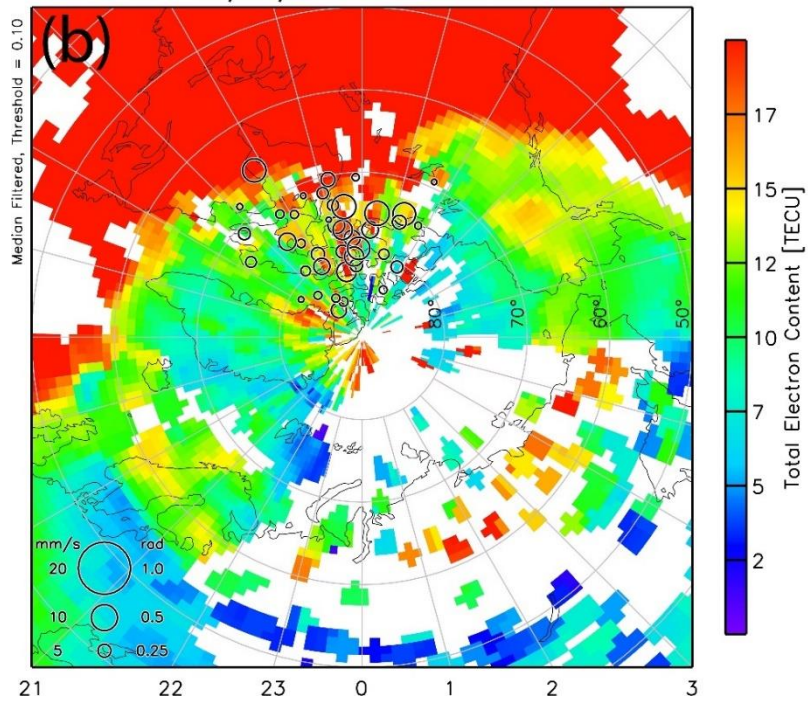 (b)
Median Filtered, Threshold = 0.10
80°
70°
60°
50°
mm/s rad
20 1.0
10 0.5
5 0.25
21 22 23 0 1 2 3
17
15
12
10
7
5
2
Total Electron Content [TECU]